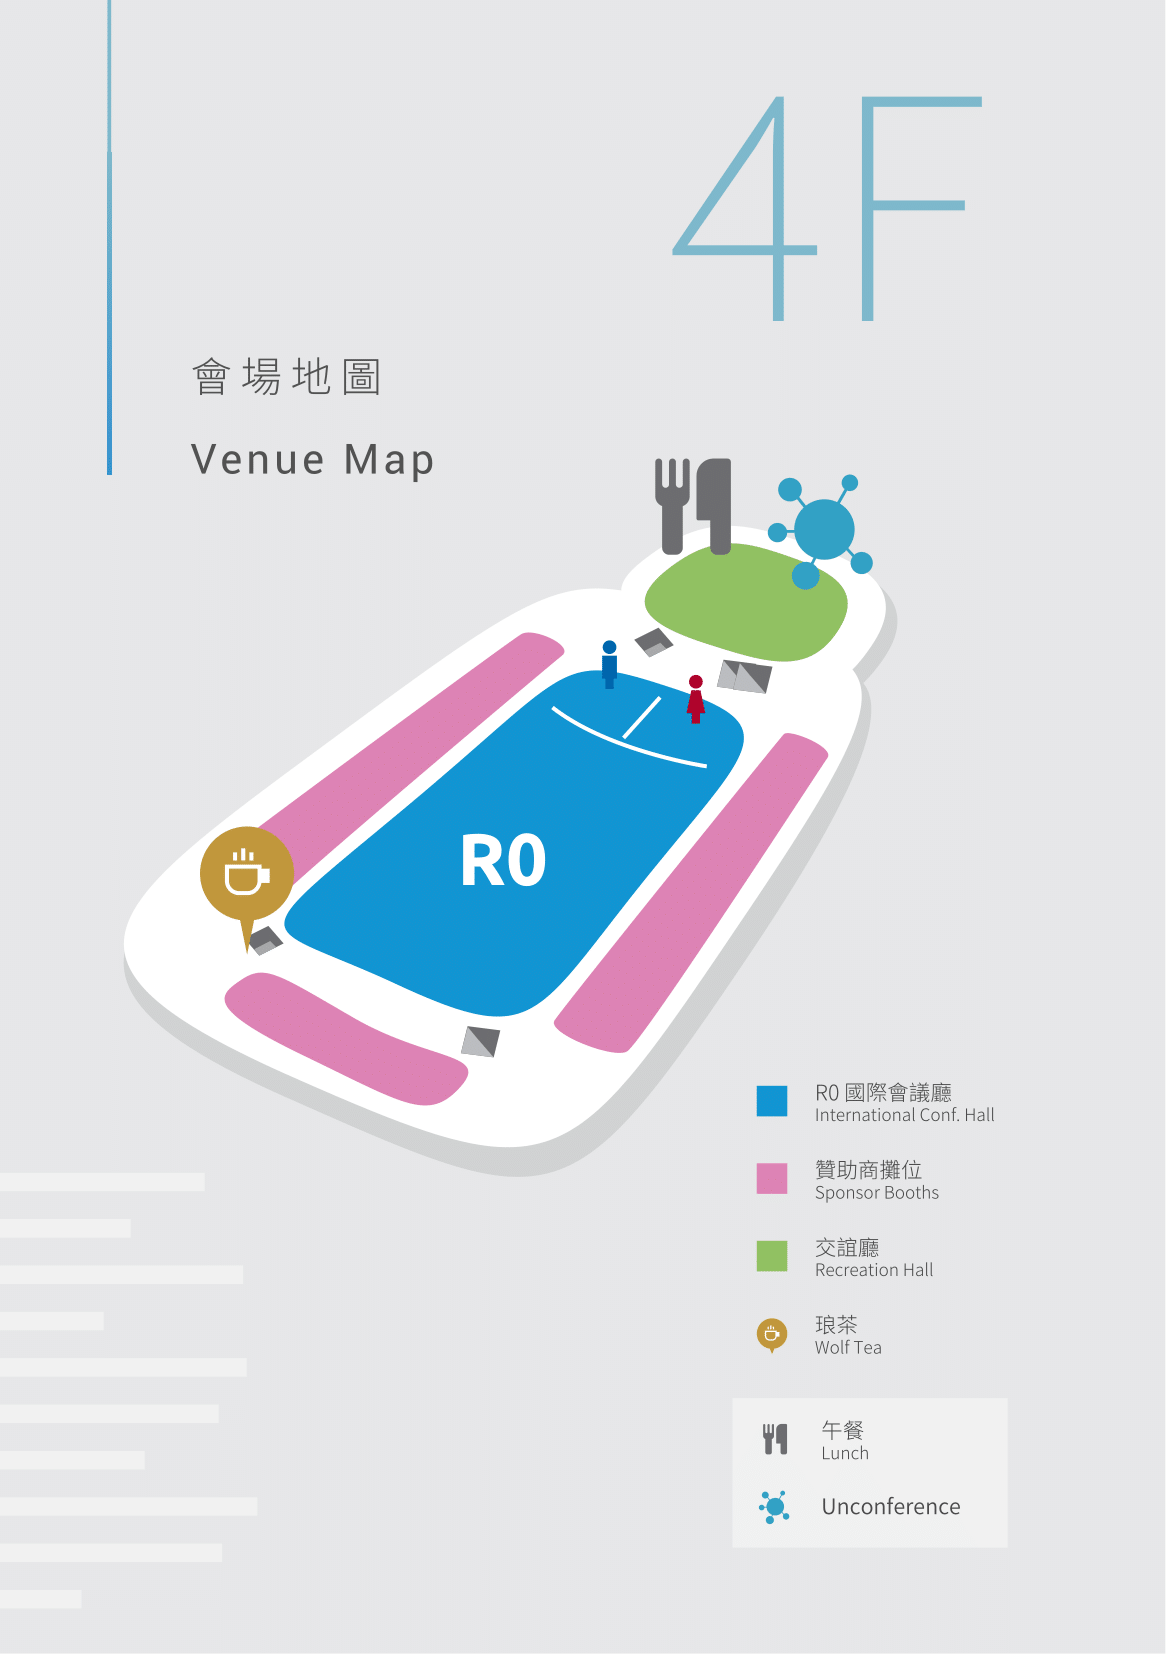 4F
會場地圖
Venue Map
R0
R0 國際會議廳
International Conf. Hall
贊助商攤位
Sponsor Booths
交誼廳
Recreation Hall
琅茶
Wolf Tea
午餐
Lunch
Unconference